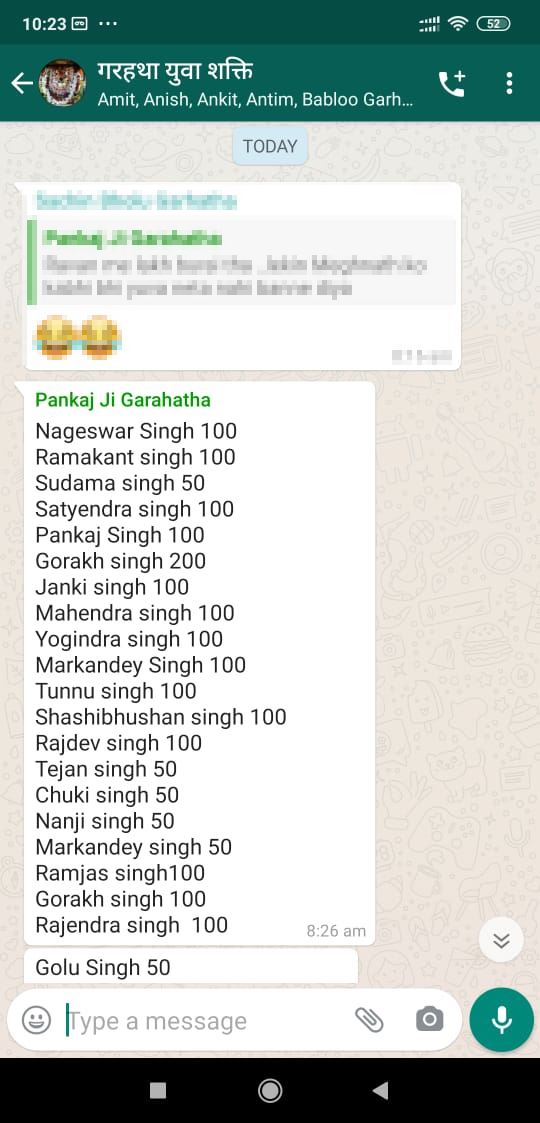 10:23
52
गरहथा युवा शक्ति
Amit, Anish, Ankit, Antim, Babloo Garh...
TODAY
Pankaj Ji Garahatha
Nageswar Singh 100
Ramakant singh 100
Sudama singh 50
Satyendra singh 100
Pankaj Singh 100
Gorakh singh 200
Janki singh 100
Mahendra singh 100
Yogindra singh 100
Markandey Singh 100
Tunnu singh 100
Shashibhushan singh 100
Rajdev singh 100
Tejan singh 50
Chuki singh 50
Nanji singh 50
Markandey singh 50
Ramjas singh100
Gorakh singh 100
Rajendra singh  100
8:26 am
Golu Singh 50
Type a message